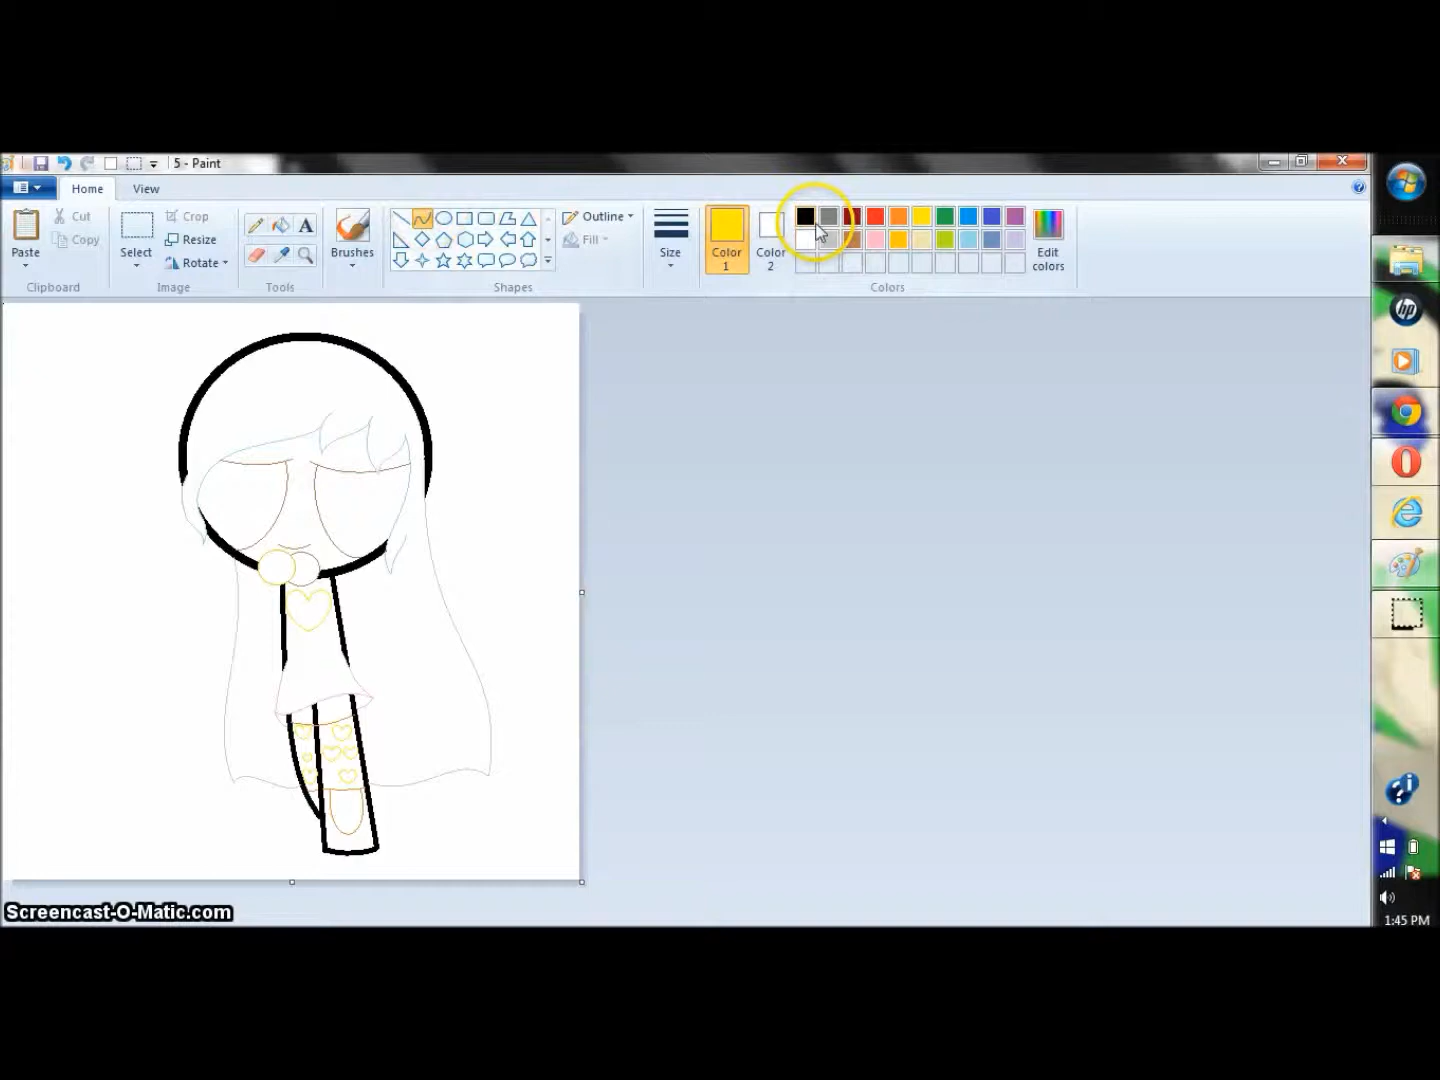 5 - Paint
Home View
Paste
Cut
Copy
Clipboard
Select
Crop
Resize
Rotate
Image
A
Tools
Brushes
Outline
Fill
Shapes
Size
Color
1
Color
2
Edit
colors
Colors
hp
1:45 PM
Screencast-O-Matic.com